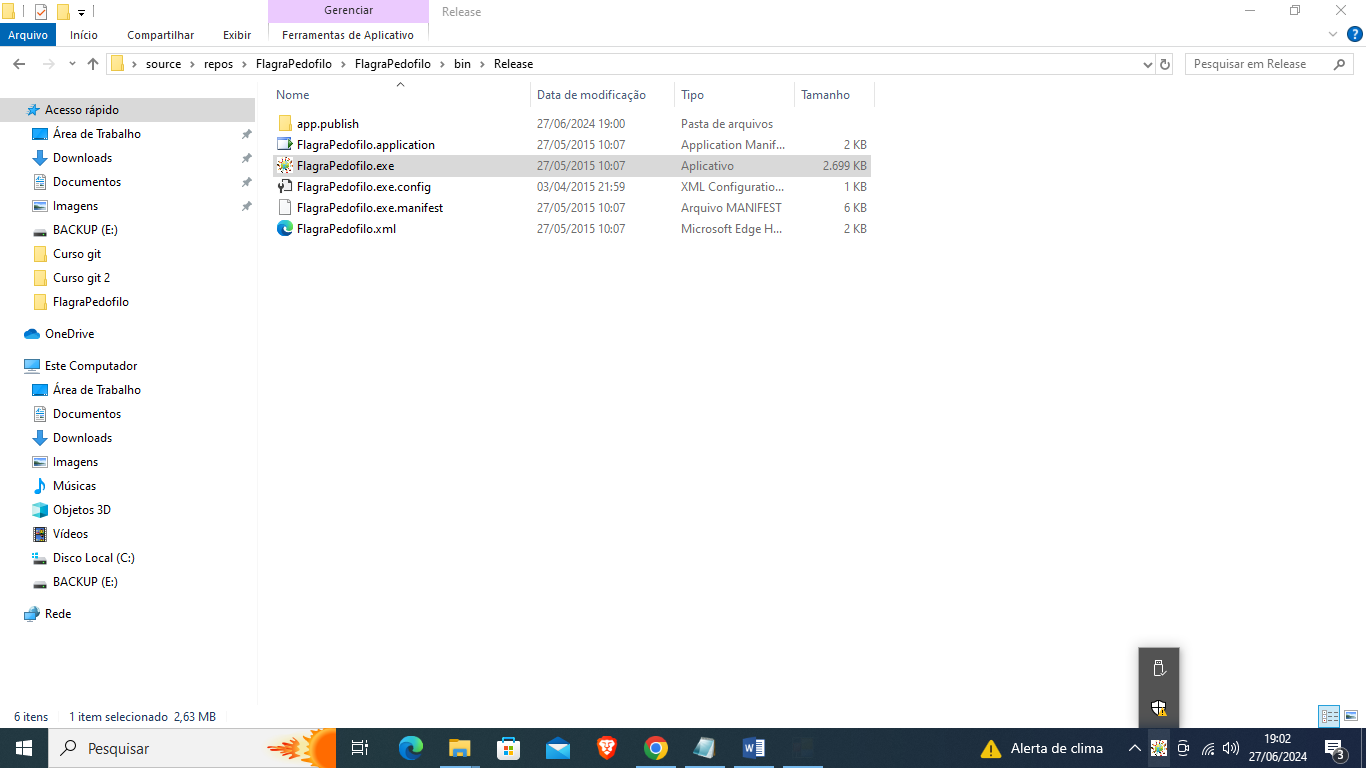 Gerenciar
Release
Arquivo
Início
Compartilhar
Exibir
Ferramentas de Aplicativo
source
repos
FlagraPedofilo
FlagraPedofilo
bin
Release
Pesquisar em Release
Nome
Data de modificação
Tipo
Tamanho
app.publish 27/06/2024 19:00 Pasta de arquivos
FlagraPedofilo.application 27/05/2015 10:07 Application Manif... 2 KB
FlagraPedofilo.exe 27/05/2015 10:07 Aplicativo 2.699 KB
FlagraPedofilo.exe.config 03/04/2015 21:59 XML Configuratio... 1 KB
FlagraPedofilo.exe.manifest 27/05/2015 10:07 Arquivo MANIFEST 6 KB
FlagraPedofilo.xml 27/05/2015 10:07 Microsoft Edge H... 2 KB
Acesso rápido
Área de Trabalho
Downloads
Documentos
Imagens
BACKUP (E:)
Curso git
Curso git 2
FlagraPedofilo
OneDrive
Este Computador
Área de Trabalho
Documentos
Downloads
Imagens
Músicas
Objetos 3D
Vídeos
Disco Local (C:)
BACKUP (E:)
Rede
6 itens
1 item selecionado 2,63 MB
Pesquisar
Alerta de clima
19:02
27/06/2024
3